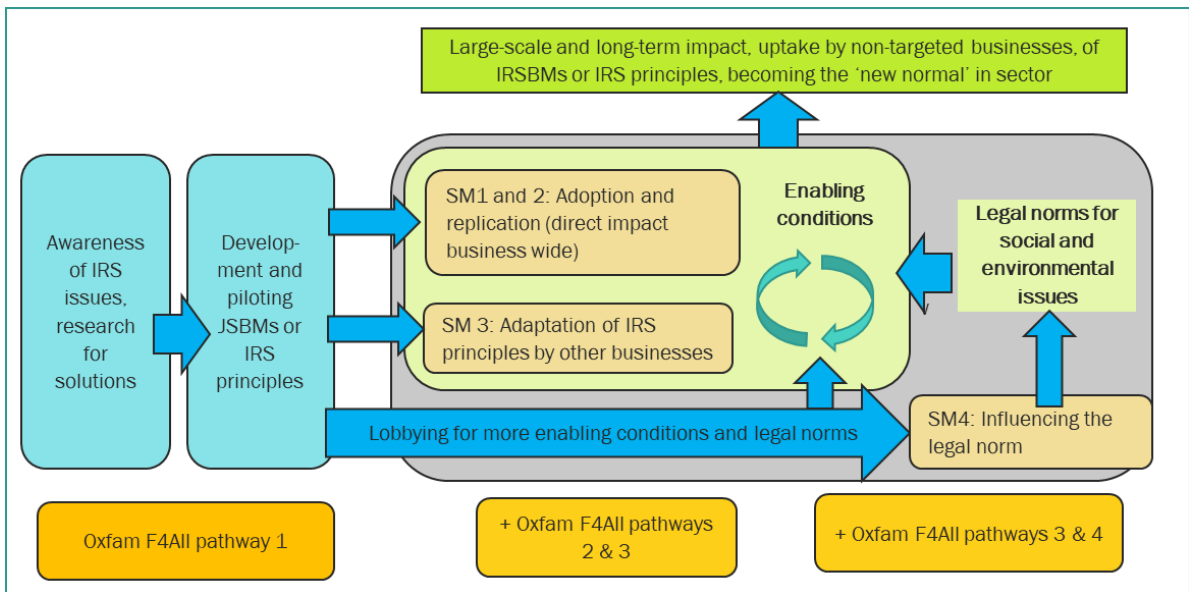 Large-scale and long-term impact, uptake by non-targeted businesses, of
IRSBMs or IRS principles, becoming the ‘new normal’ in sector
Awareness
of IRS
issues,
research
for
solutions
Develop-
ment and
piloting
JSBMs or
IRS
principles
SM1 and 2: Adoption and
replication (direct impact
business wide)
SM 3: Adaptation of IRS
principles by other businesses
Enabling
conditions
Legal norms for
social and
environmental
issues
Lobbying for more enabling conditions and legal norms
SM4: Influencing the
legal norm
Oxfam F4All pathway 1
+ Oxfam F4All pathways
2 & 3
+ Oxfam F4All pathways 3 & 4